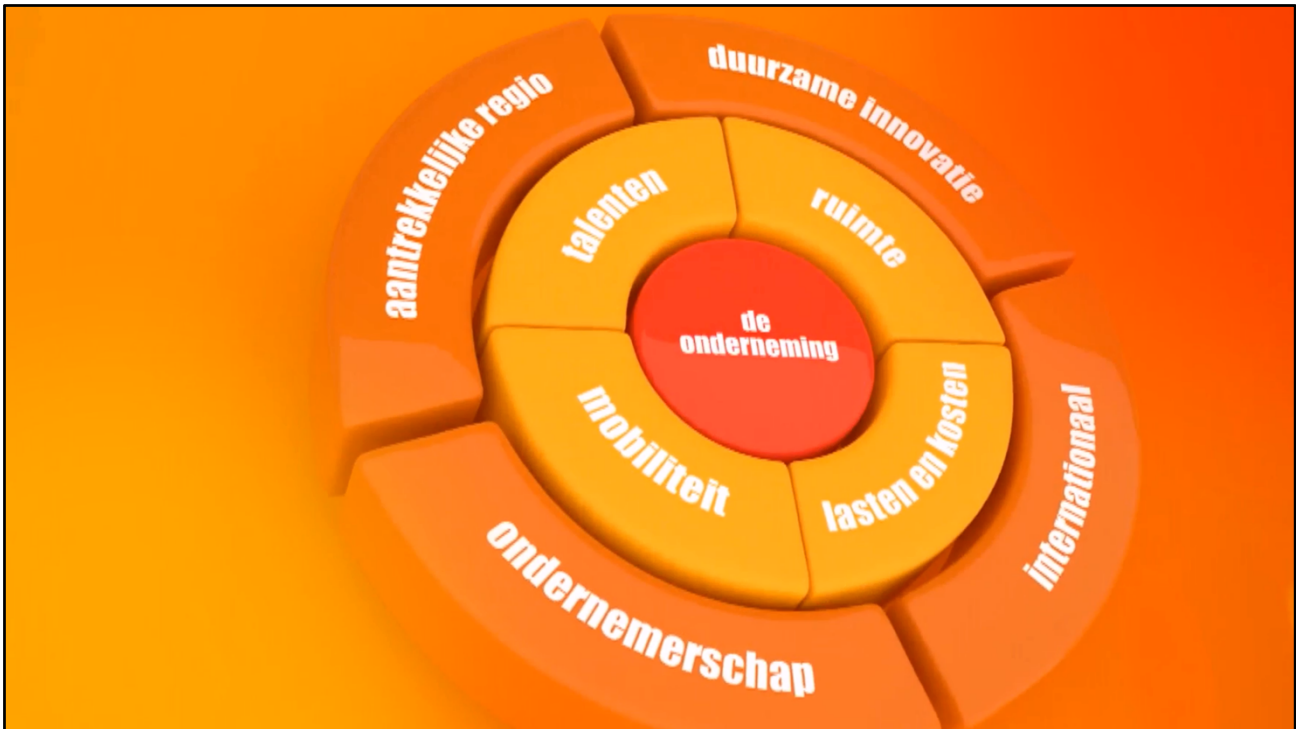 duurzame innovatie
aantrekkelijke regio
talenten
ruimte
de
onderneming
mobiliteit
lasten en kosten
internationaal
ondernemerschap